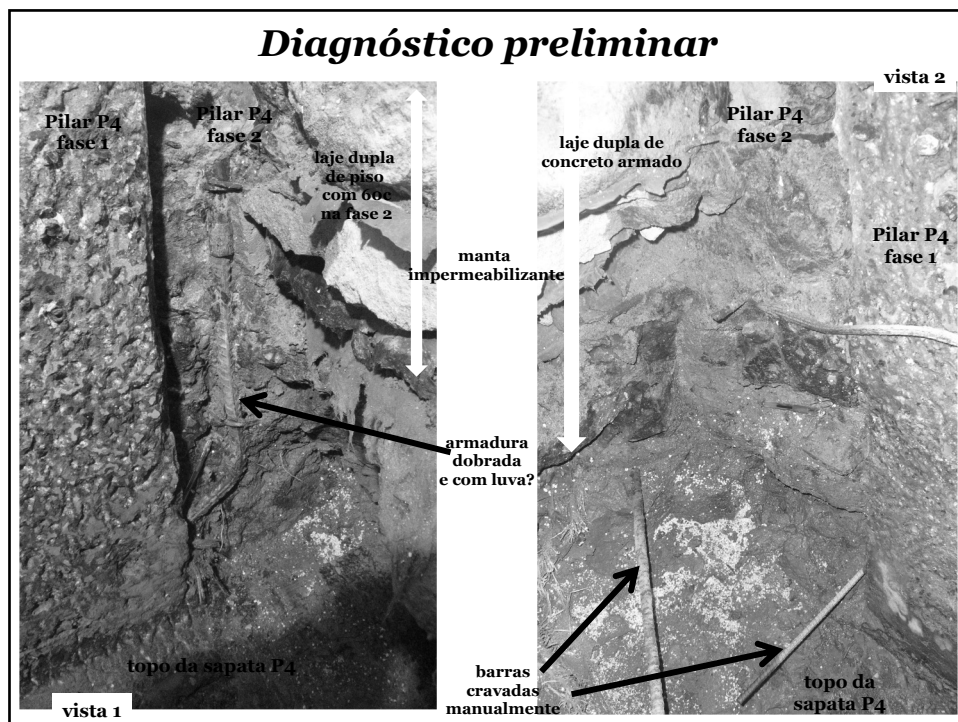 Diagnóstico preliminar
Pilar P4
fase 1
Pilar P4
fase 2
laje dupla
de piso
com 60c
na fase 2
manta
impermeabilizante
armadura
dobrada
e com luva?
topo da sapata P4
vista 1
vista 2
Pilar P4
fase 2
laje dupla de
concreto armado
Pilar P4
fase 1
barras
cravadas
manualmente
topo da
sapata P4